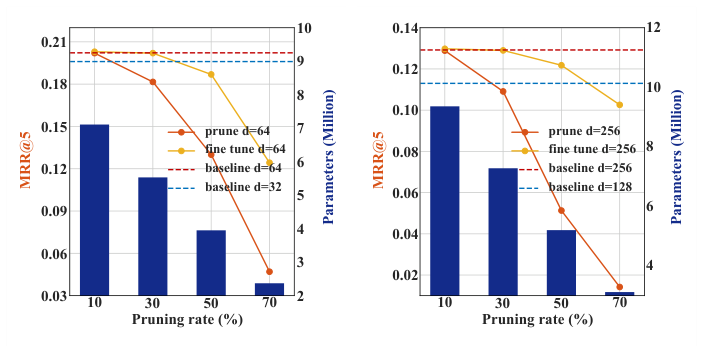 0.21
0.18
0.15
0.12
0.09
0.06
0.03
MRR@5
10
9
8
7
6
5
4
3
2
Parameters (Million)
prune d=64
fine tune d=64
baseline d=64
baseline d=32
10 30 50 70
Pruning rate (%)
0.14
0.12
0.10
0.08
0.06
0.04
0.02
MRR@5
12
10
8
6
4
Parameters (Million)
prune d=256
fine tune d=256
baseline d=256
baseline d=128
10 30 50 70
Pruning rate (%)